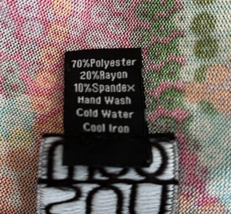 70%Polyester
20%Rayon
10%Spandex
Hand Wash
Cold Water
Cool Iron